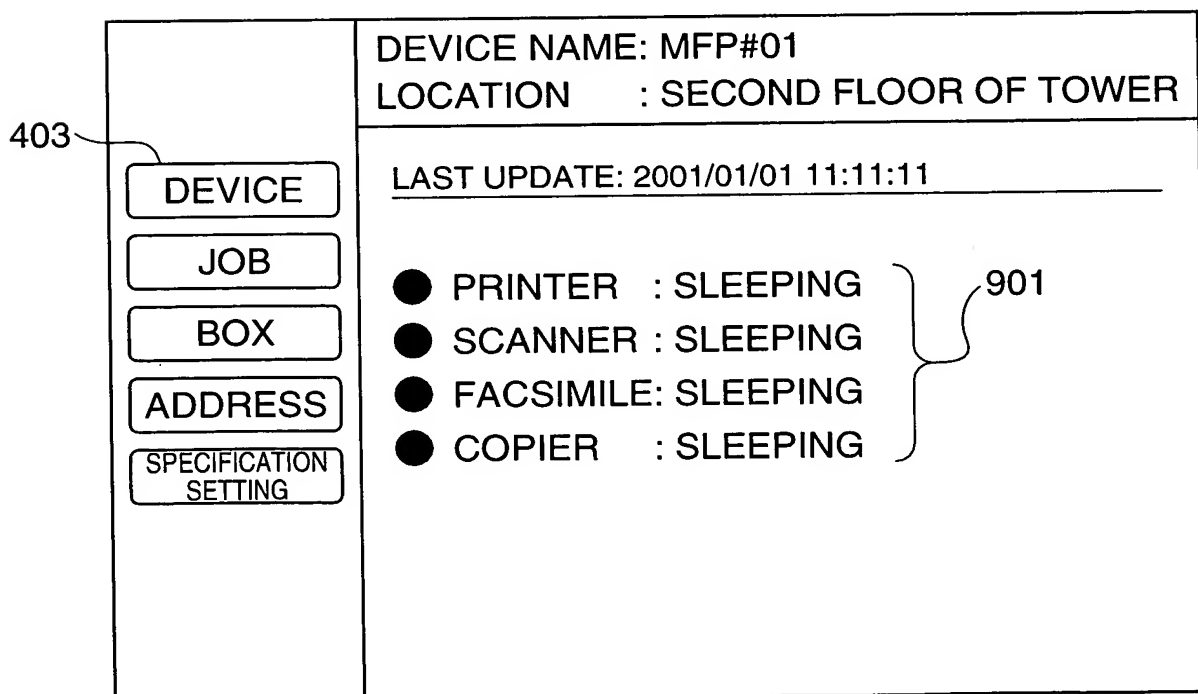 DEVICE NAME: MFP#01
LOCATION : SECOND FLOOR OF TOWER
403
DEVICE
JOB
BOX
ADDRESS
SPECIFICATION
SETTING
LAST UPDATE: 2001/01/01 11:11:11
PRINTER : SLEEPING
SCANNER : SLEEPING
FACSIMILE: SLEEPING
COPIER : SLEEPING
901